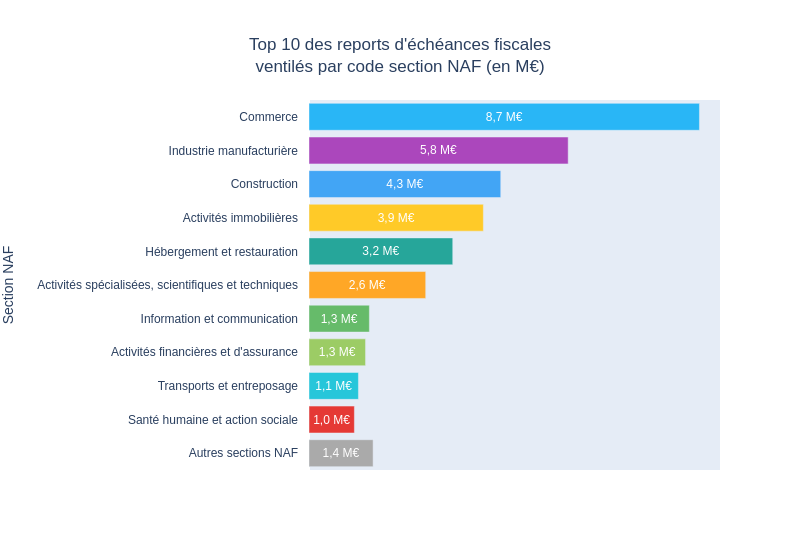 Top 10 des reports d'échéances fiscales
ventilés par code section NAF (en M€)
Section NAF
Commerce 8,7 M€
Industrie manufacturière 5,8 M€
Construction 4,3 M€
Activités immobilières 3,9 M€
Hébergement et restauration 3,2 M€
Activités spécialisées, scientifiques et techniques 2,6 M€
Information et communication 1,3 M€
Activités financières et d'assurance 1,3 M€
Transports et entreposage 1,1 M€
Santé humaine et action sociale 1,0 M€
Autres sections NAF 1,4 M€